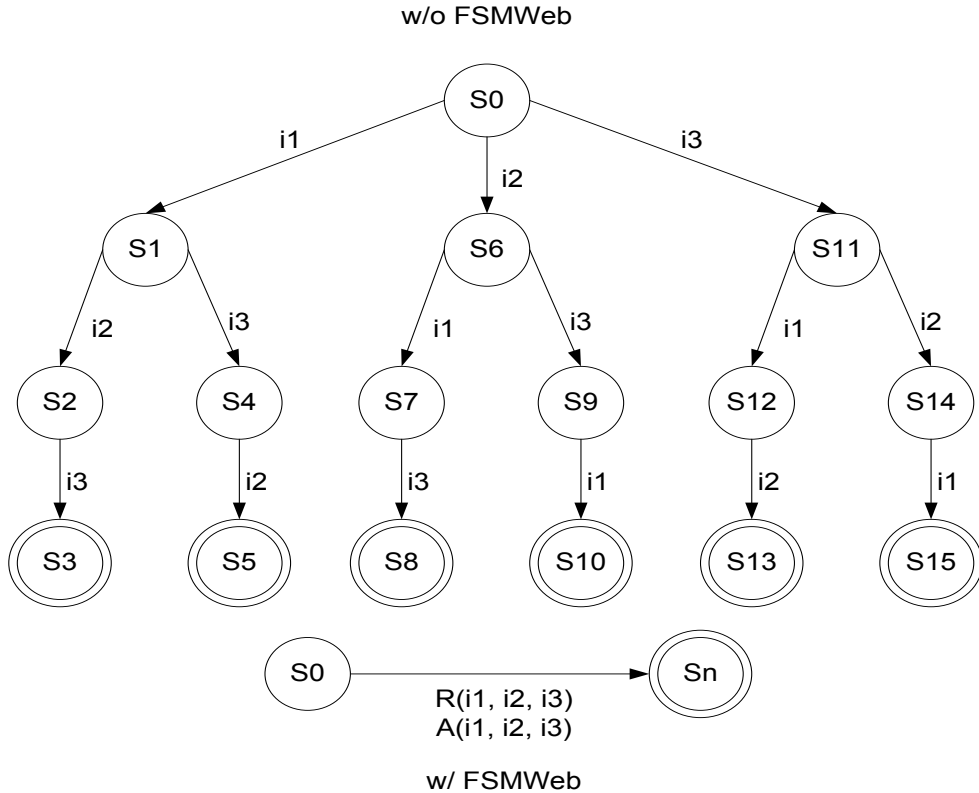 w/o FSMWeb
S0
i1
i3
i2
S1
S6
S11
i2
i3
i1
i3
i1
i2
S2
S4
S7
S9
S12
S14
i3
i2
i3
i1
i2
i1
S3
S5
S8
S10
S13
S15
S0
Sn
R(i1, i2, i3)
A(i1, i2, i3)
w/ FSMWeb